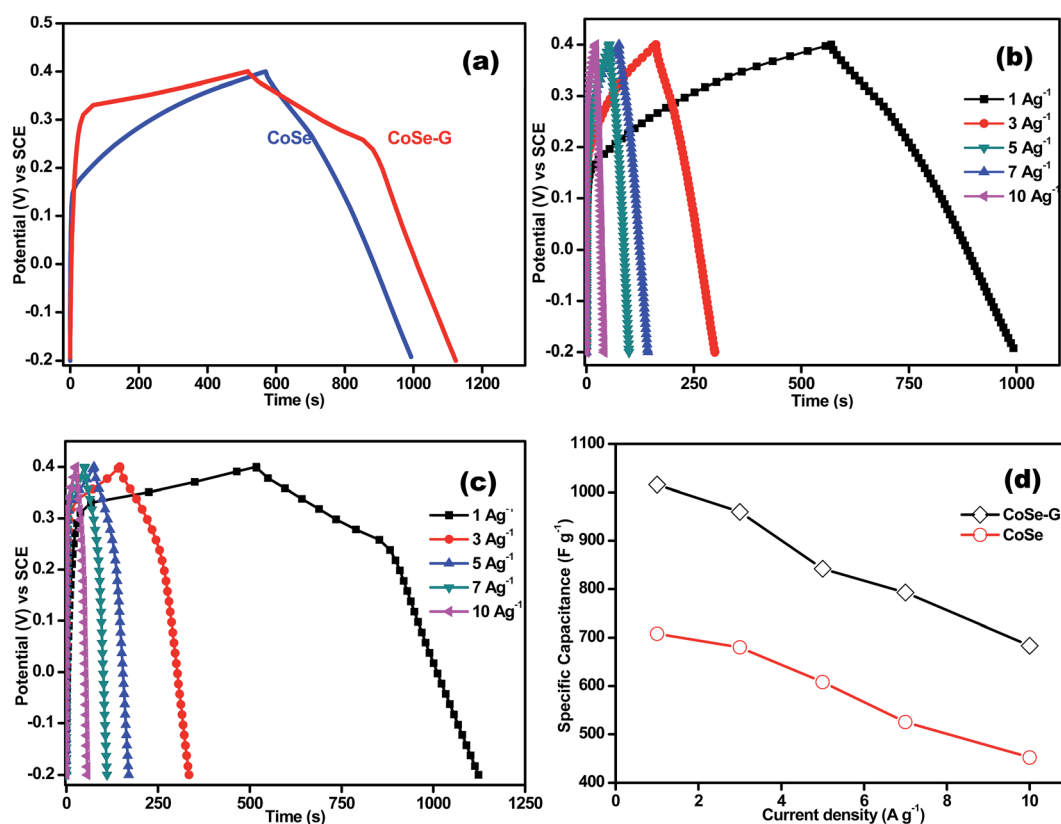 (a)
0.5
0.4
0.3
0.2
0.1
0.0
-0.1
-0.2
Potential (V) vs SCE
CoSe
CoSe-G
0 200 400 600 800 1000 1200
Time (s)
(b)
0.4
0.3
0.2
0.1
0.0
-0.1
-0.2
Potential (V) vs SCE
1 Ag⁻¹
3 Ag⁻¹
5 Ag⁻¹
7 Ag⁻¹
10 Ag⁻¹
0 250 500 750 1000
Time (s)
(c)
0.4
0.3
0.2
0.1
0.0
-0.1
-0.2
Potential (V) vs SCE
1 Ag⁻¹
3 Ag⁻¹
5 Ag⁻¹
7 Ag⁻¹
10 Ag⁻¹
0 250 500 750 1000 1250
Time (s)
(d)
1100
1000
900
800
700
600
500
400
Specific Capacitance (F g⁻¹)
CoSe-G
CoSe
0 2 4 6 8 10
Current density (A g⁻¹)